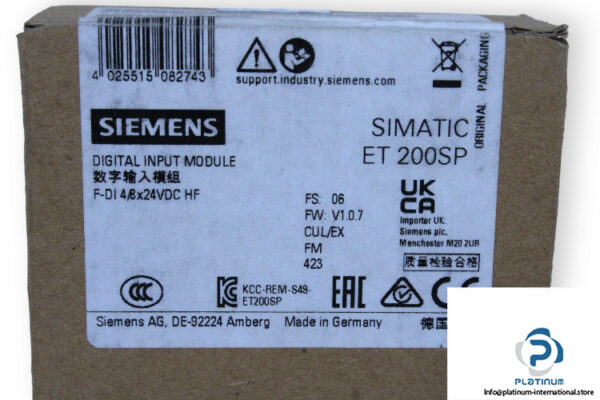 4 025515 082743
support.industry.siemens.com
ORIGINAL PACKAGING
SIEMENS
SIMATIC
ET 200SP
DIGITAL INPUT MODULE
数字输入模组
F-DI 4/8x24VDC HF
FS: 06
FW: V1.0.7
CUL/EX
FM
423
UK
CA
Importer UK:
Siemens plc,
Manchester M20 2UR
质量检验合格
CCC
KCC-REM-S49-
ET200SP
EAC
CE
Siemens AG, DE-92224 Amberg Made in Germany 德国
PLATINUM
Info@platinum-international.store